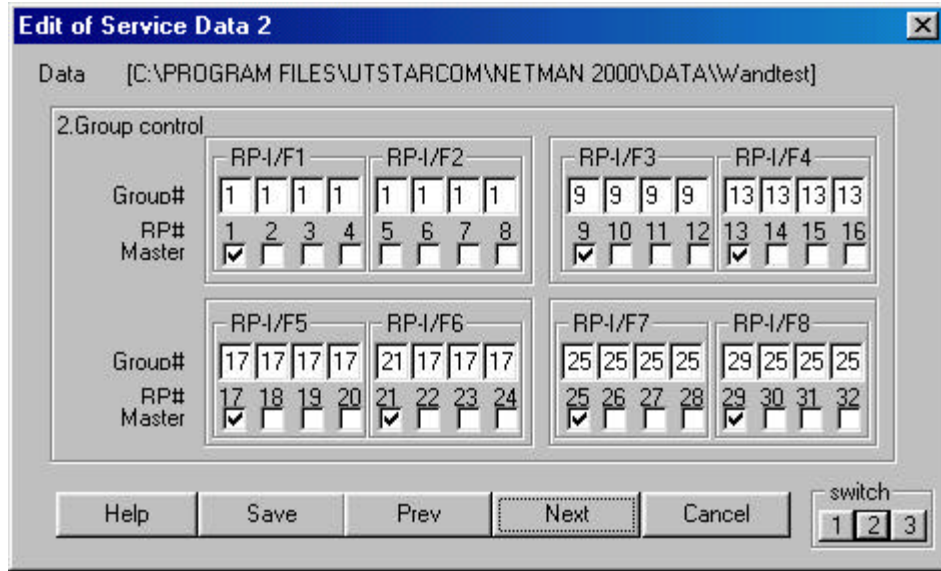 Edit of Service Data 2
Data [C:\PROGRAM FILES\UTSTARCOM\NETMAN 2000\DATA\Wandtest]
2.Group control
RP-I/F1 RP-I/F2 RP-I/F3 RP-I/F4
Group# 1 1 1 1 1 1 1 1 9 9 9 9 13 13 13 13
RP# 1 2 3 4 5 6 7 8 9 10 11 12 13 14 15 16
Master
RP-I/F5 RP-I/F6 RP-I/F7 RP-I/F8
Group# 17 17 17 17 21 17 17 17 25 25 25 25 29 25 25 25
RP# 17 18 19 20 21 22 23 24 25 26 27 28 29 30 31 32
Master
switch
Help Save Prev Next Cancel 1 2 3